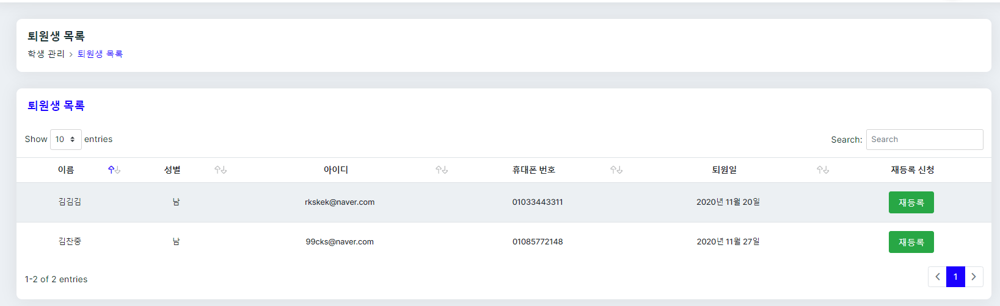 퇴원생 목록
학생 관리 > 퇴원생 목록
퇴원생 목록
Show 10 entries Search: Search
이름 성별 아이디 휴대폰 번호 퇴원일 재등록 신청
김김김 남 rkskek@naver.com 01033443311 2020년 11월 20일 재등록
김찬중 남 99cks@naver.com 01085772148 2020년 11월 27일 재등록
1-2 of 2 entries 1